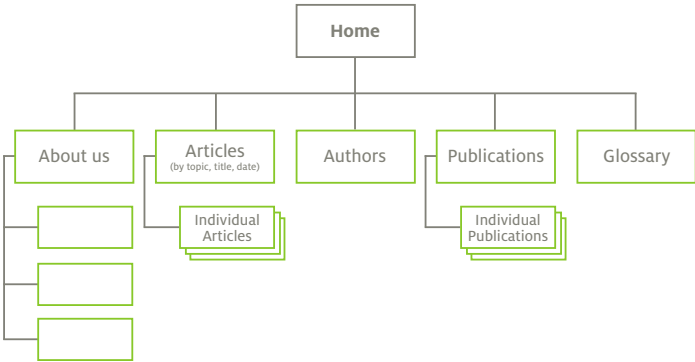 Home
About us
Articles
(by topic, title, date)
Authors
Publications
Glossary
Individual
Articles
Individual
Publications